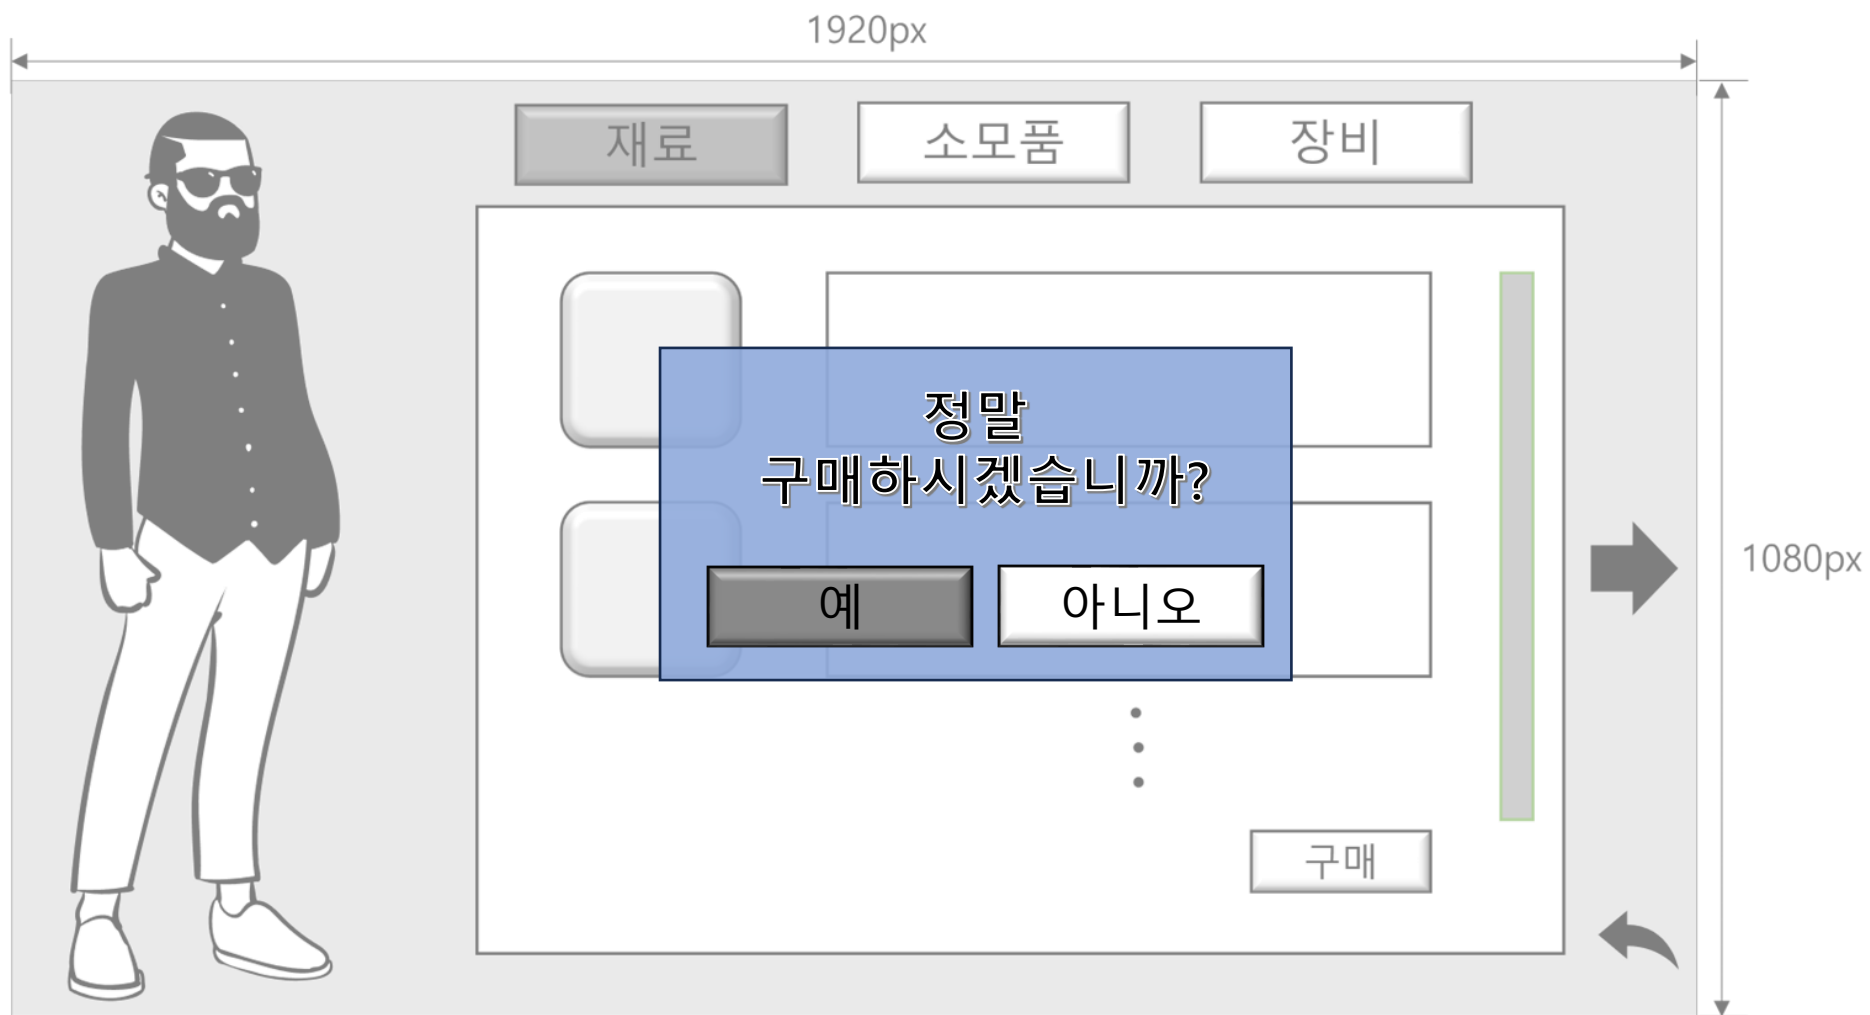 1920px
재료
소모품
장비
정말
구매하시겠습니까?
예
아니오
1080px
구매